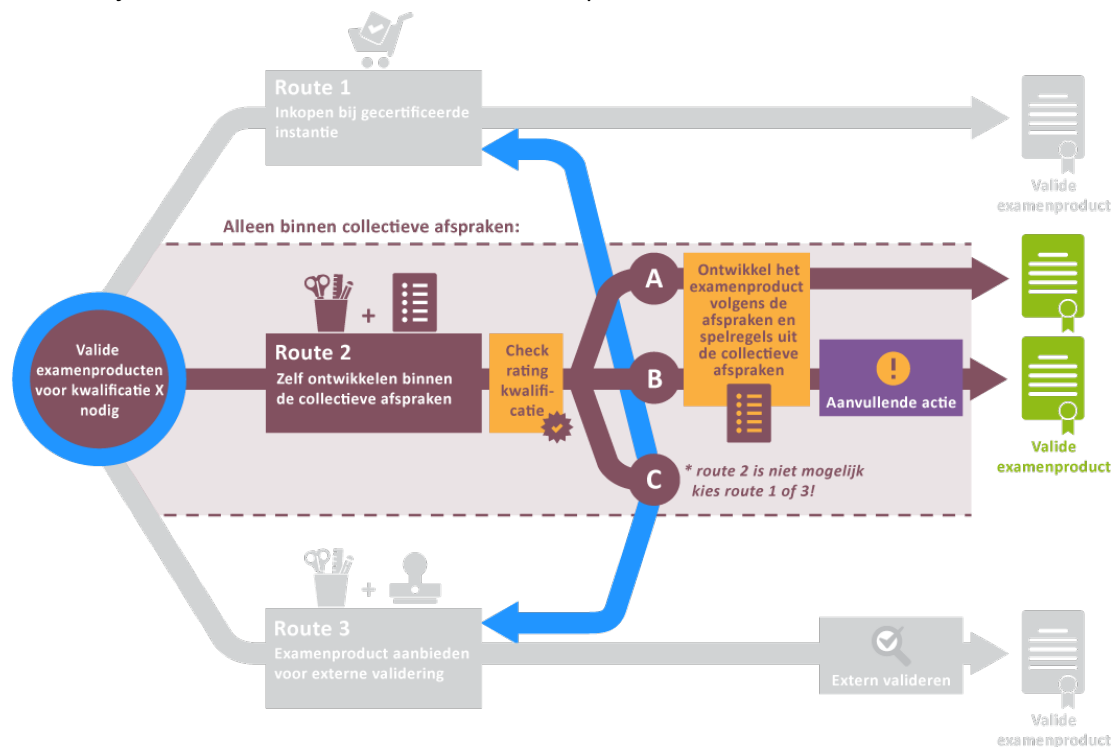 Route 1
Inkopen bij gecertificeerde
instantie
Valide
examenproduct
Alleen binnen collectieve afspraken:
Valide
examenproducten
voor kwalificatie X
nodig
+
Route 2
Zelf ontwikkelen binnen
de collectieve afspraken
Check
rating
kwalifi-
catie
A
B
C
Ontwikkel het
examenproduct
volgens de
afspraken en
spelregels uit
de collectieve
afspraken
!
Aanvullende actie
Valide
examenproduct
* route 2 is niet mogelijk
kies route 1 of 3!
+
Route 3
Examenproduct aanbieden
voor externe validering
Extern valideren
Valide
examenproduct